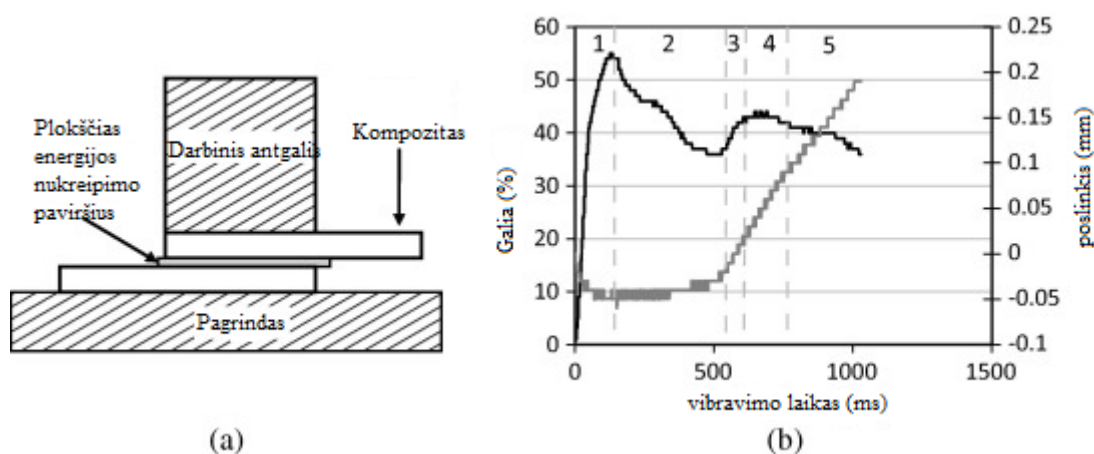 Plokščias
energijos
nukreipimo
paviršius
Darbinis antgalis
Kompozitas
Pagrindas
(a)
60
50
40
30
20
10
0
Galia (%)
1 2 3 4 5
0.25
0.2
0.15
0.1
0.05
0
-0.05
-0.1
poslinkis (mm)
0 500 1000 1500
vibravimo laikas (ms)
(b)